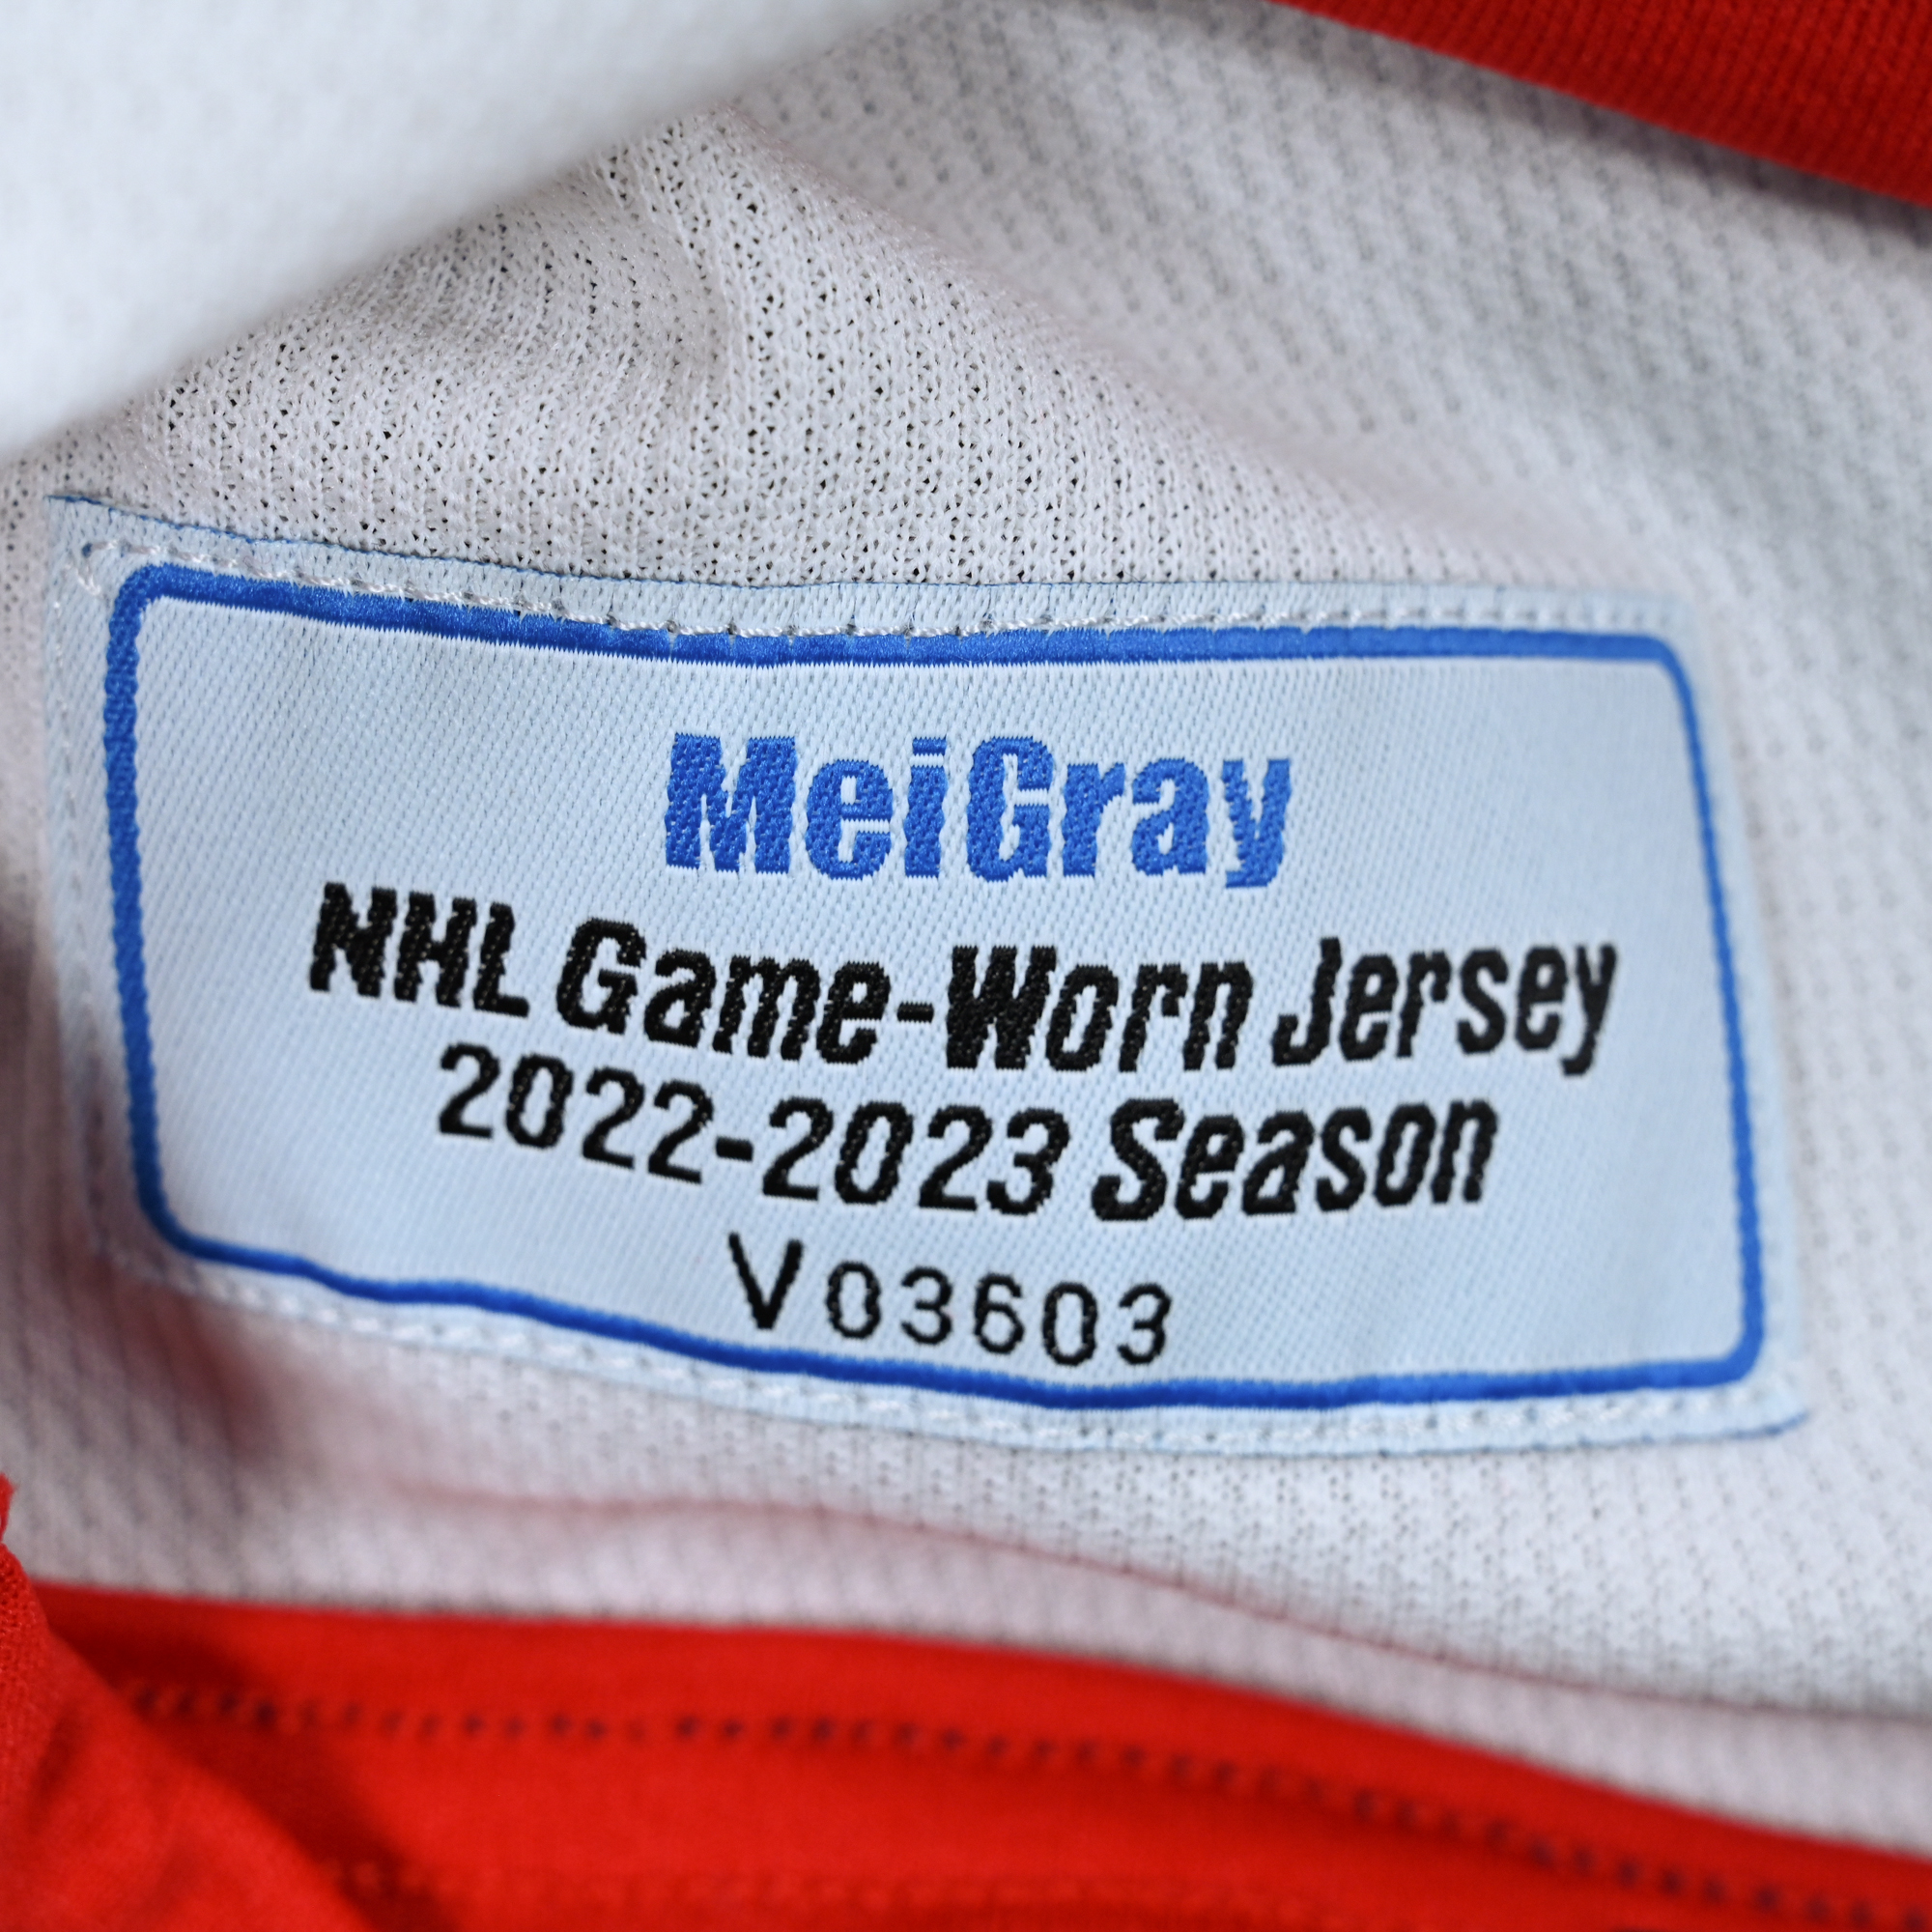 MeiGray
NHL Game-Worn Jersey
2022-2023 Season
V03603